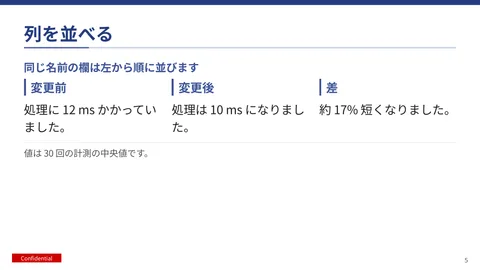 列を並べる
同じ名前の欄は左から順に並びます
変更前
処理に 12 ms かかってい
ました。
変更後
処理は 10 ms になりまし
た。
差
約 17% 短くなりました。
値は 30 回の計測の中央値です。
Confidential
5